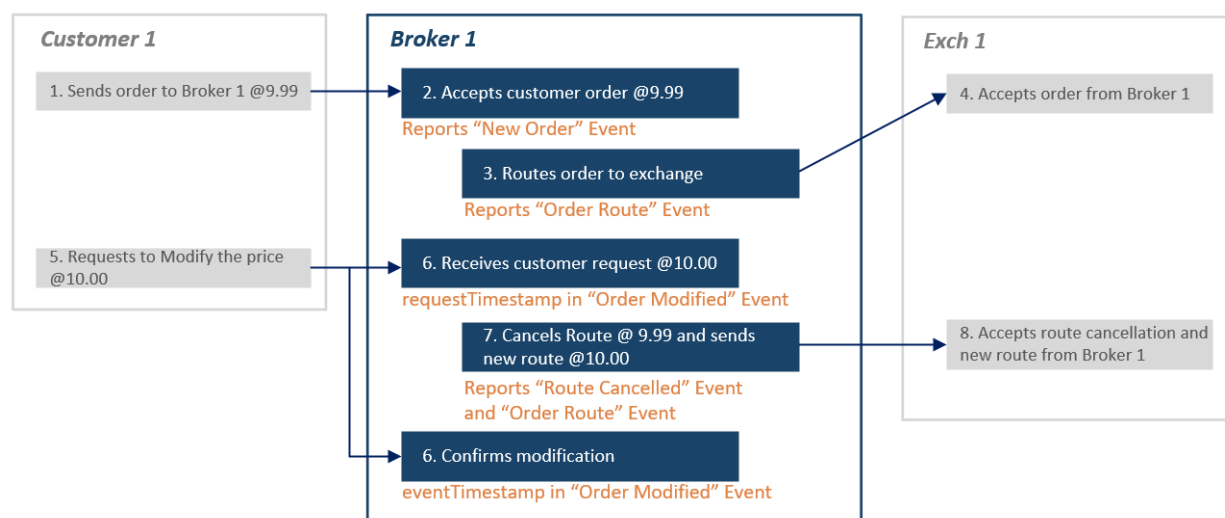 Customer 1
Broker 1
Exch 1
1. Sends order to Broker 1 @9.99
2. Accepts customer order @9.99
4. Accepts order from Broker 1
Reports “New Order” Event
3. Routes order to exchange
Reports “Order Route” Event
5. Requests to Modify the price
@10.00
6. Receives customer request @10.00
requestTimestamp in “Order Modified” Event
7. Cancels Route @ 9.99 and sends
new route @10.00
8. Accepts route cancellation and
new route from Broker 1
Reports “Route Cancelled” Event
and “Order Route” Event
6. Confirms modification
eventTimestamp in “Order Modified” Event